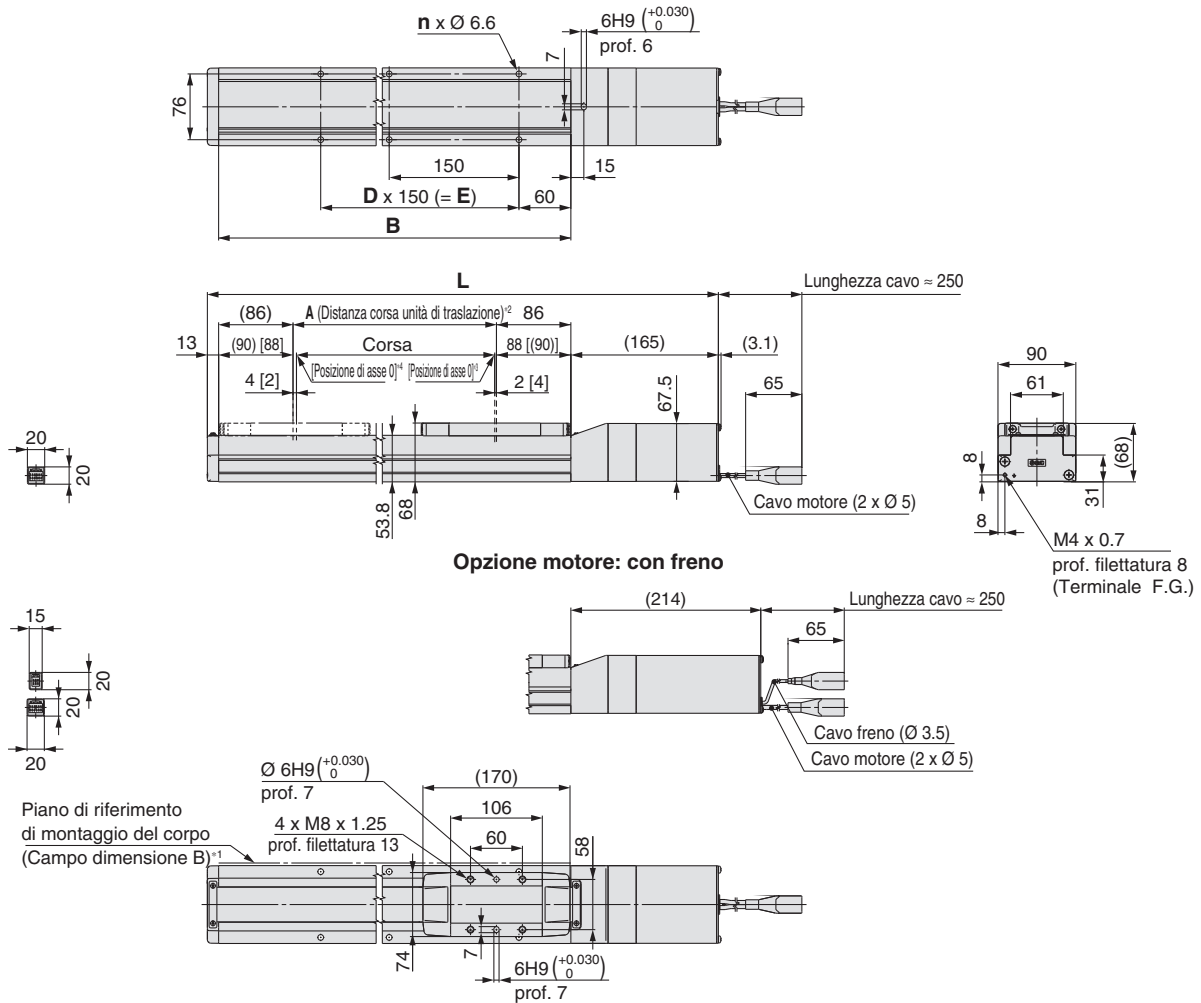 n x Ø 6.6
6H9 (+0.030 0)
prof. 6
7
76
150
15
D x 150 (= E)
60
B
L
Lunghezza cavo ≈ 250
(86)
A (Distanza corsa unità di traslazione)*2
86
13
(90) [88]
Corsa
88 [(90)]
(165)
(3.1)
[Posizione di asse 0]*4
[Posizione di asse 0]*3
4 [2]
2 [4]
67.5
65
90
61
20
20
53.8
68
Cavo motore (2 x Ø 5)
8
8
(68)
31
M4 x 0.7
prof. filettatura 8
(Terminale F.G.)
Opzione motore: con freno
(214)
Lunghezza cavo ≈ 250
65
15
20
20
20
Cavo freno (Ø 3.5)
Cavo motore (2 x Ø 5)
Ø 6H9 (+0.030 0)
prof. 7
(170)
106
4 x M8 x 1.25
prof. filettatura 13
60
58
Piano di riferimento
di montaggio del corpo
(Campo dimensione B)*1
74
7
6H9 (+0.030 0)
prof. 7